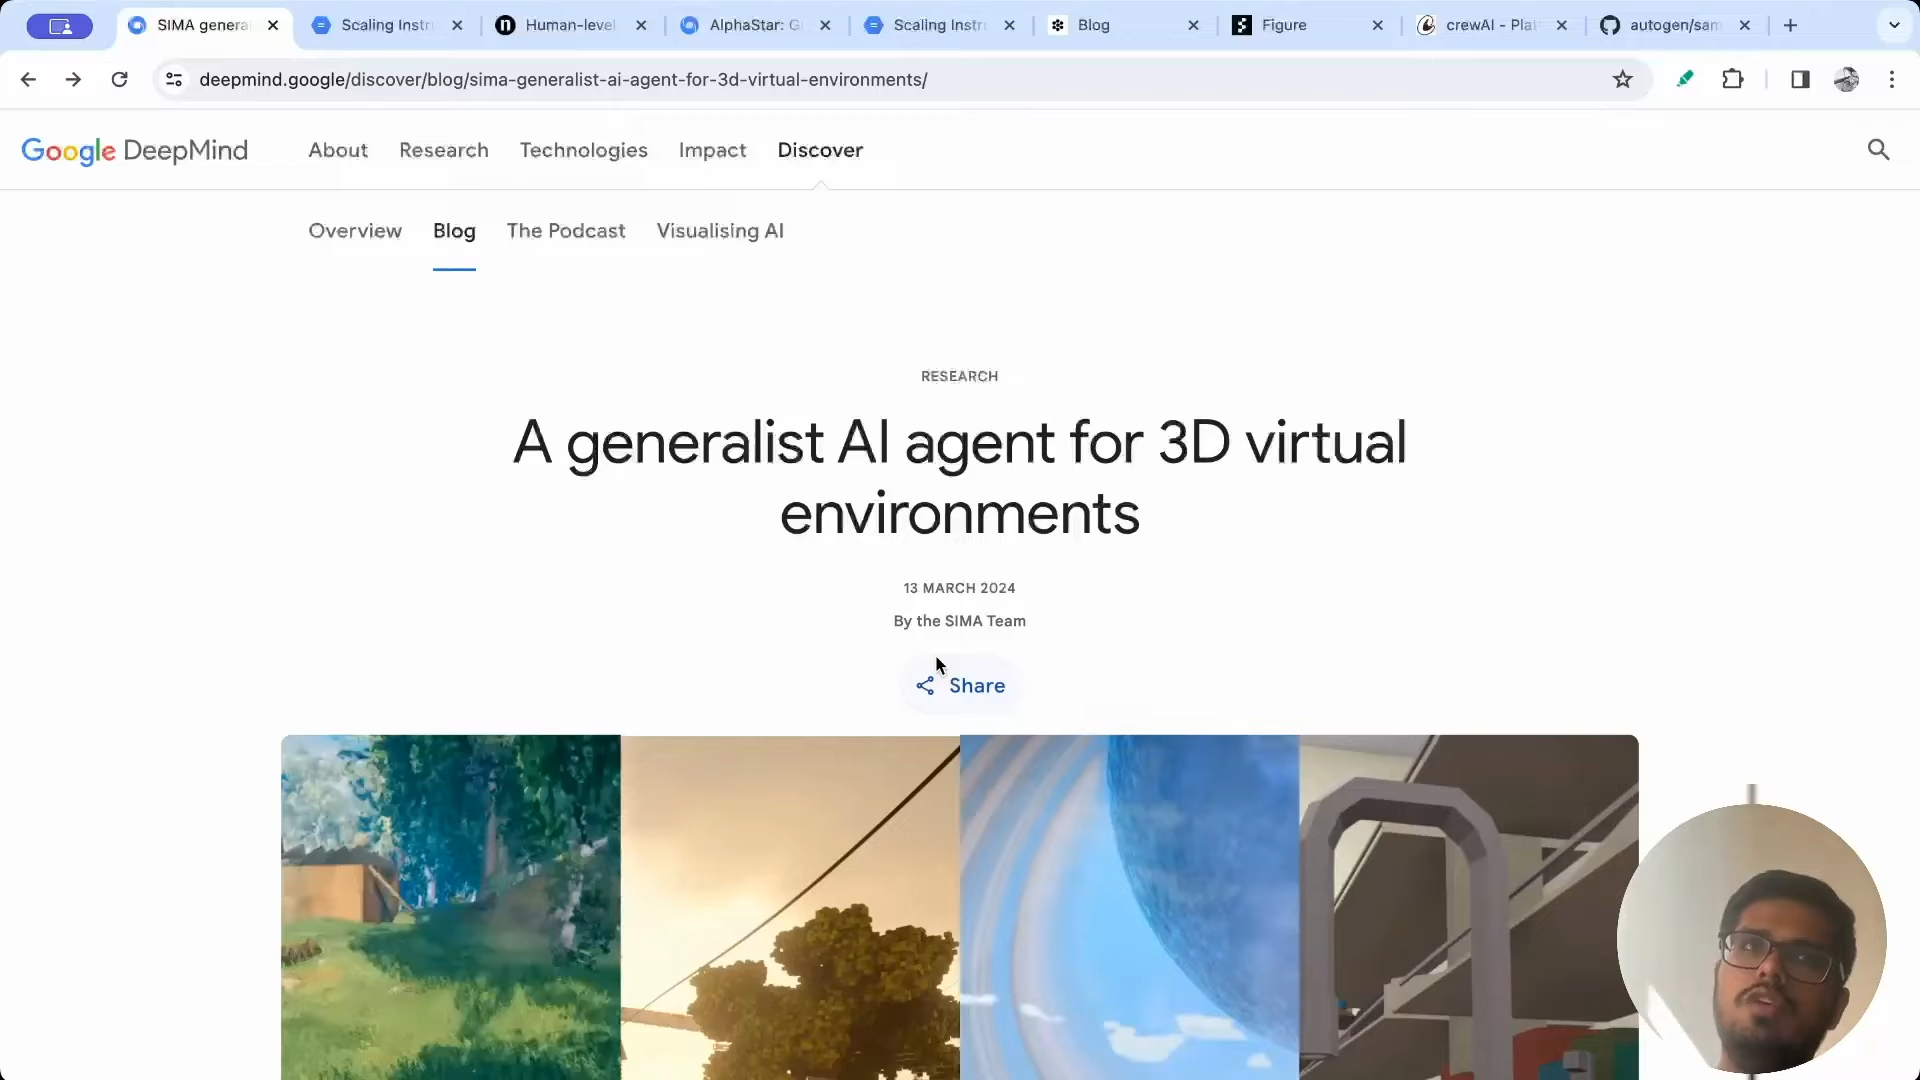 SIMA genera
Scaling Instru
Human-level
AlphaStar: G
Scaling Instru
Blog
Figure
crewAI - Plat
autogen/sam
deepmind.google/discover/blog/sima-generalist-ai-agent-for-3d-virtual-environments/
Google DeepMind
About
Research
Technologies
Impact
Discover
Overview
Blog
The Podcast
Visualising AI
RESEARCH
A generalist AI agent for 3D virtual
environments
13 MARCH 2024
By the SIMA Team
Share